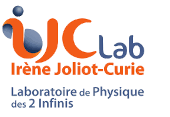 IJCLab
Irène Joliot-Curie
Laboratoire de Physique
des 2 Infinis